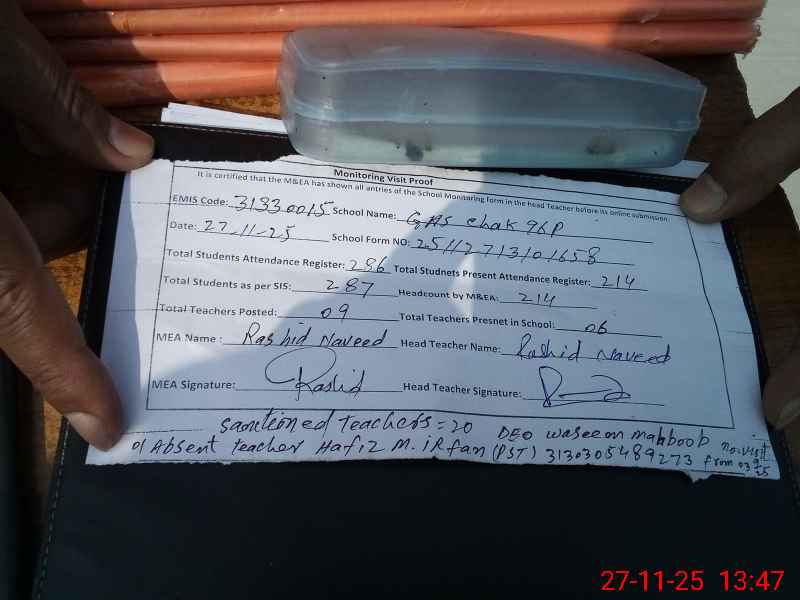 Monitoring Visit Proof
It is certified that the M&EA has shown all entries of the School Monitoring Form in the head Teacher before its online submission
EMIS Code: 31330015 School Name: GAS chak 96P
Date: 27-11-25 School Form NO: 25112713101658
Total Students Attendance Register: 286 Total Studnets Present Attendance Register: 214
Total Students as per SIS: 287 Headcount by M&EA: 214
Total Teachers Posted: 09 Total Teachers Presnet in School: 06
MEA Name : Rashid Naveed Head Teacher Name: Rashid Naveed
MEA Signature: Rashid Head Teacher Signature:
Sanctioned Teachers = 20 DEO waseem mahboob no visit
01 Absent teacher Hafiz M. iRfan (PST) 3130305489273 from 03
27-11-25 13:47